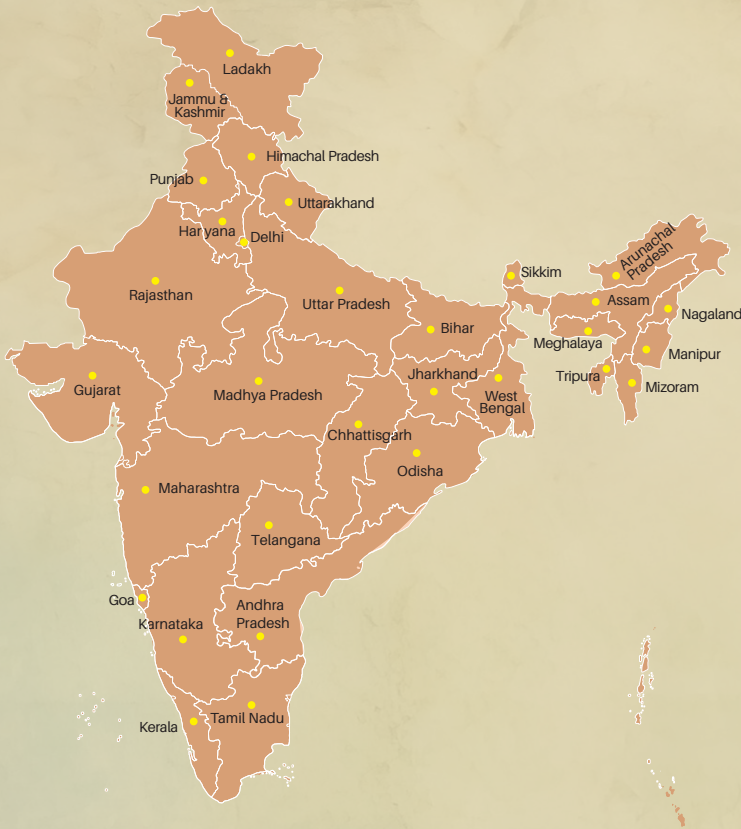 Ladakh
Jammu &
Kashmir
Himachal Pradesh
Punjab
Uttarakhand
Haryana
Delhi
Arunachal
Pradesh
Sikkim
Rajasthan
Uttar Pradesh
Assam
Nagaland
Bihar
Meghalaya
Manipur
Jharkhand
Tripura
Mizoram
Gujarat
Madhya Pradesh
West
Bengal
Chhattisgarh
Odisha
Maharashtra
Telangana
Goa
Andhra
Pradesh
Karnataka
Tamil Nadu
Kerala